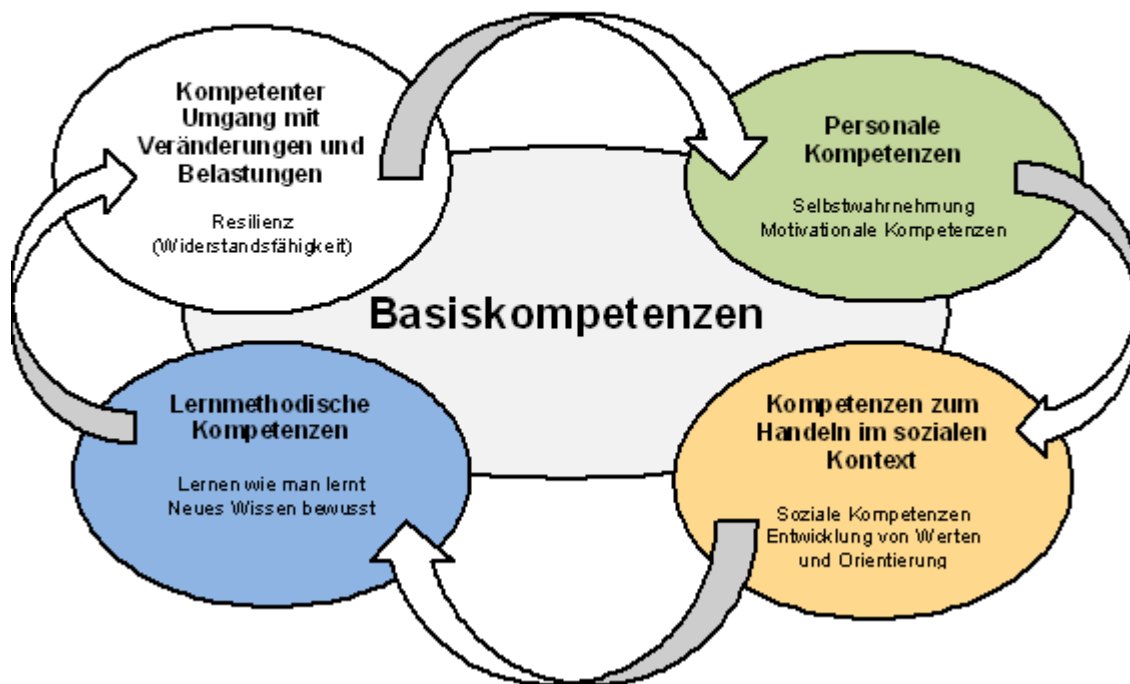 Kompetenter
Umgang mit
Veränderungen und
Belastungen
Resilienz
(Widerstandsfähigkeit)
Personale
Kompetenzen
Selbstwahrnehmung
Motivationale Kompetenzen
Basiskompetenzen
Lernmethodische
Kompetenzen
Lernen wie man lernt
Neues Wissen bewusst
Kompetenzen zum
Handeln im sozialen
Kontext
Soziale Kompetenzen
Entwicklung von Werten
und Orientierung